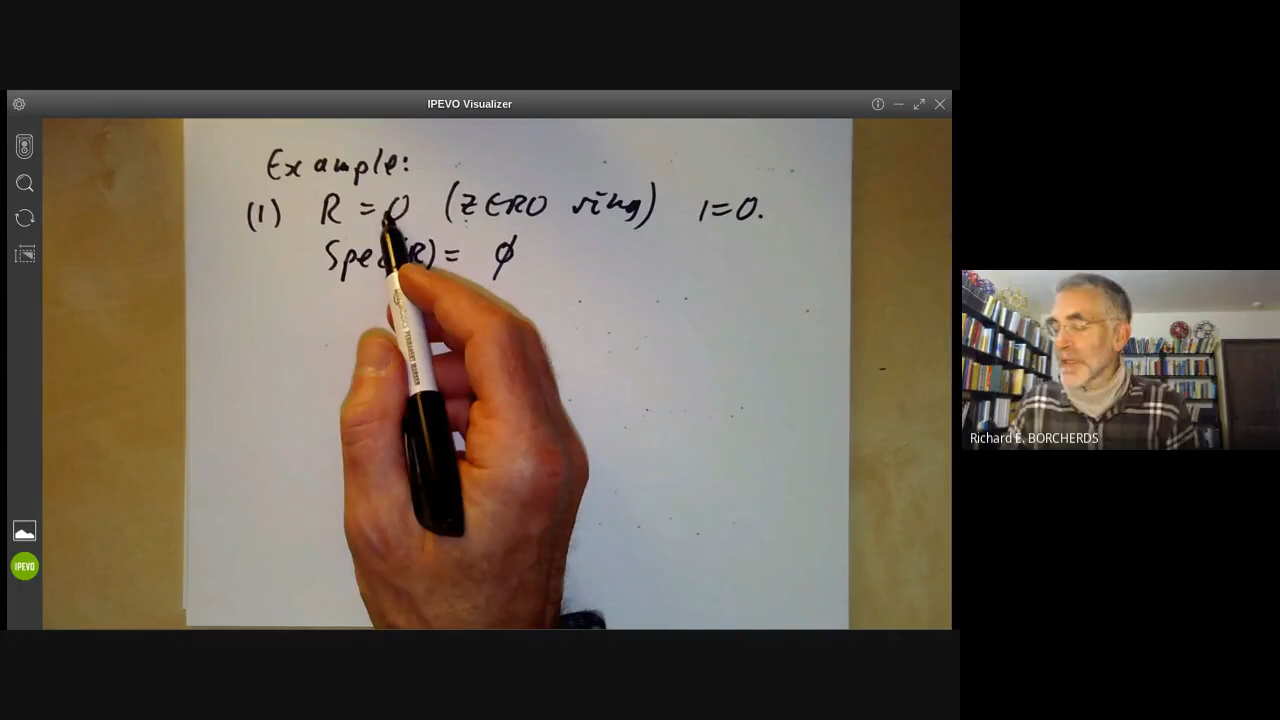 IPEVO Visualizer
Example:
(1) R = 0 (ZERO ring) 1=0.
Spec(R) = ∅
Richard E. BORCHERDS
IPEVO